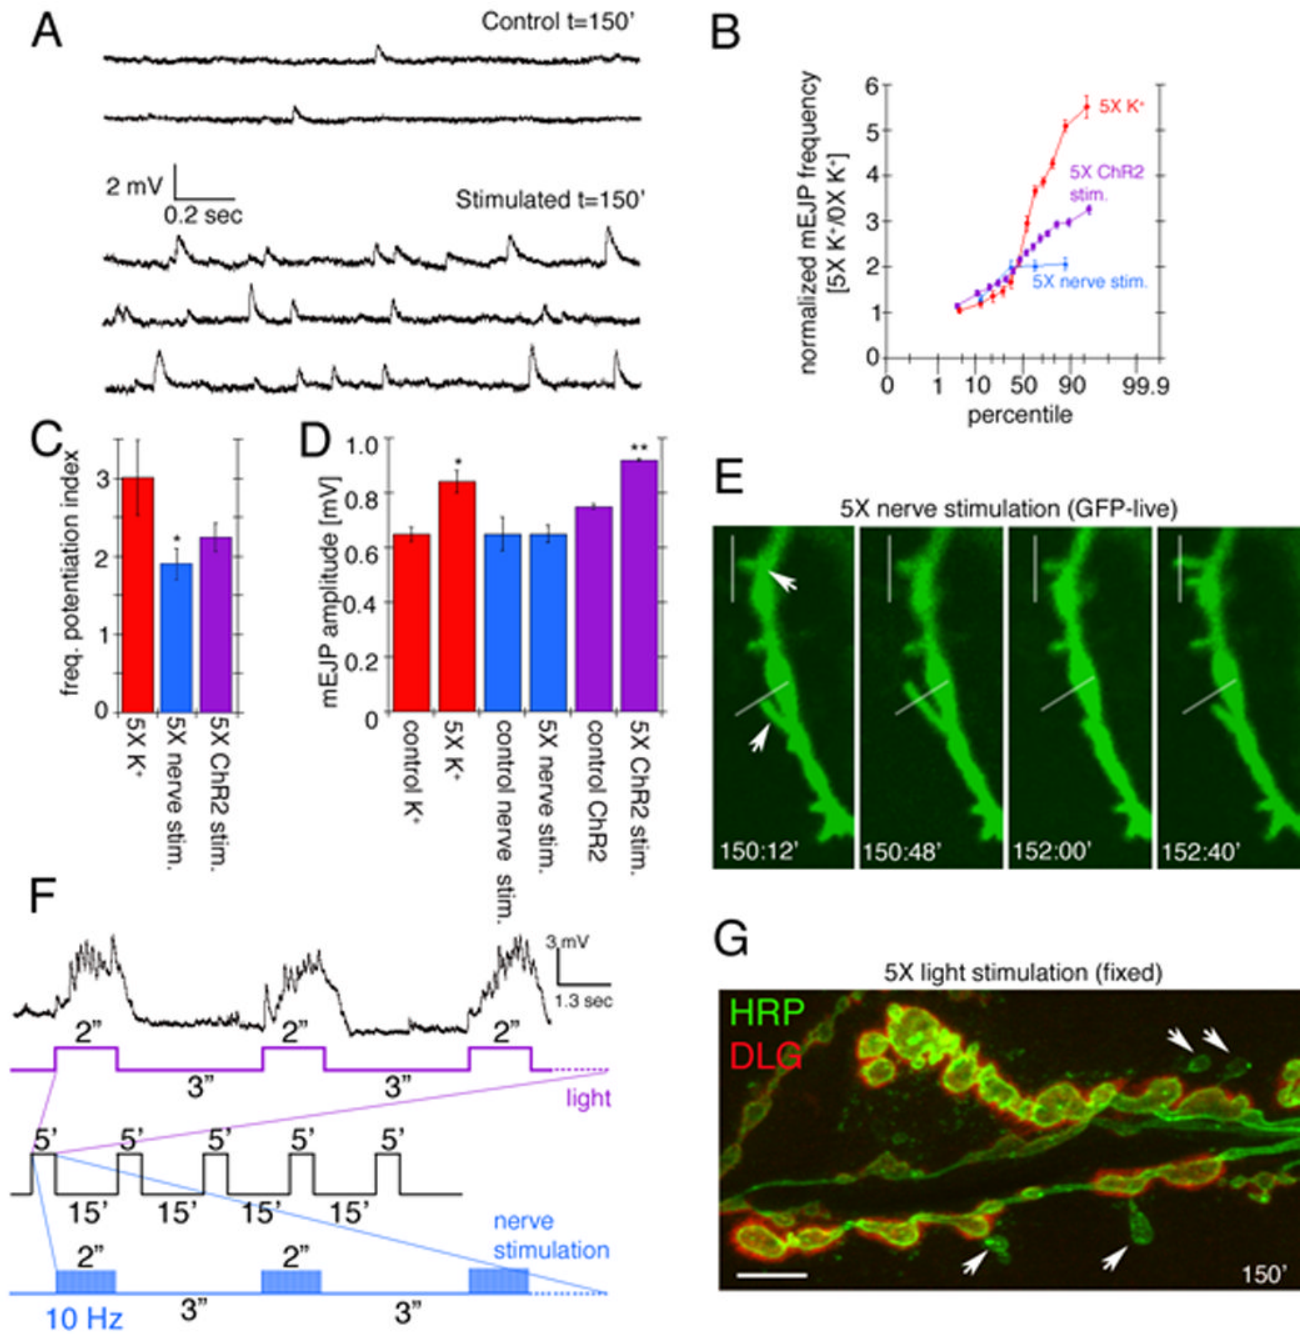 A
Control t=150'
2 mV
0.2 sec
Stimulated t=150'
B
normalized mEJP frequency
[5X K⁺/0X K⁺]
6
5
4
3
2
1
0
5X K⁺
5X ChR2
stim.
5X nerve stim.
0 1 10 50 90 99.9
percentile
C
freq. potentiation index
3
2
1
0
5X K⁺
5X nerve stim.
5X ChR2 stim.
*
D
mEJP amplitude [mV]
1.0
0.8
0.6
0.4
0.2
0
*
**
control K⁺
5X K⁺
control nerve stim.
5X nerve stim.
control ChR2
5X ChR2 stim.
E
5X nerve stimulation (GFP-live)
150:12'
150:48'
152:00'
152:40'
F
3 mV
1.3 sec
2" 2" 2"
3" 3"
light
5' 5' 5' 5' 5'
15' 15' 15' 15'
nerve
stimulation
2" 2"
3" 3"
10 Hz
G
5X light stimulation (fixed)
HRP
DLG
150'